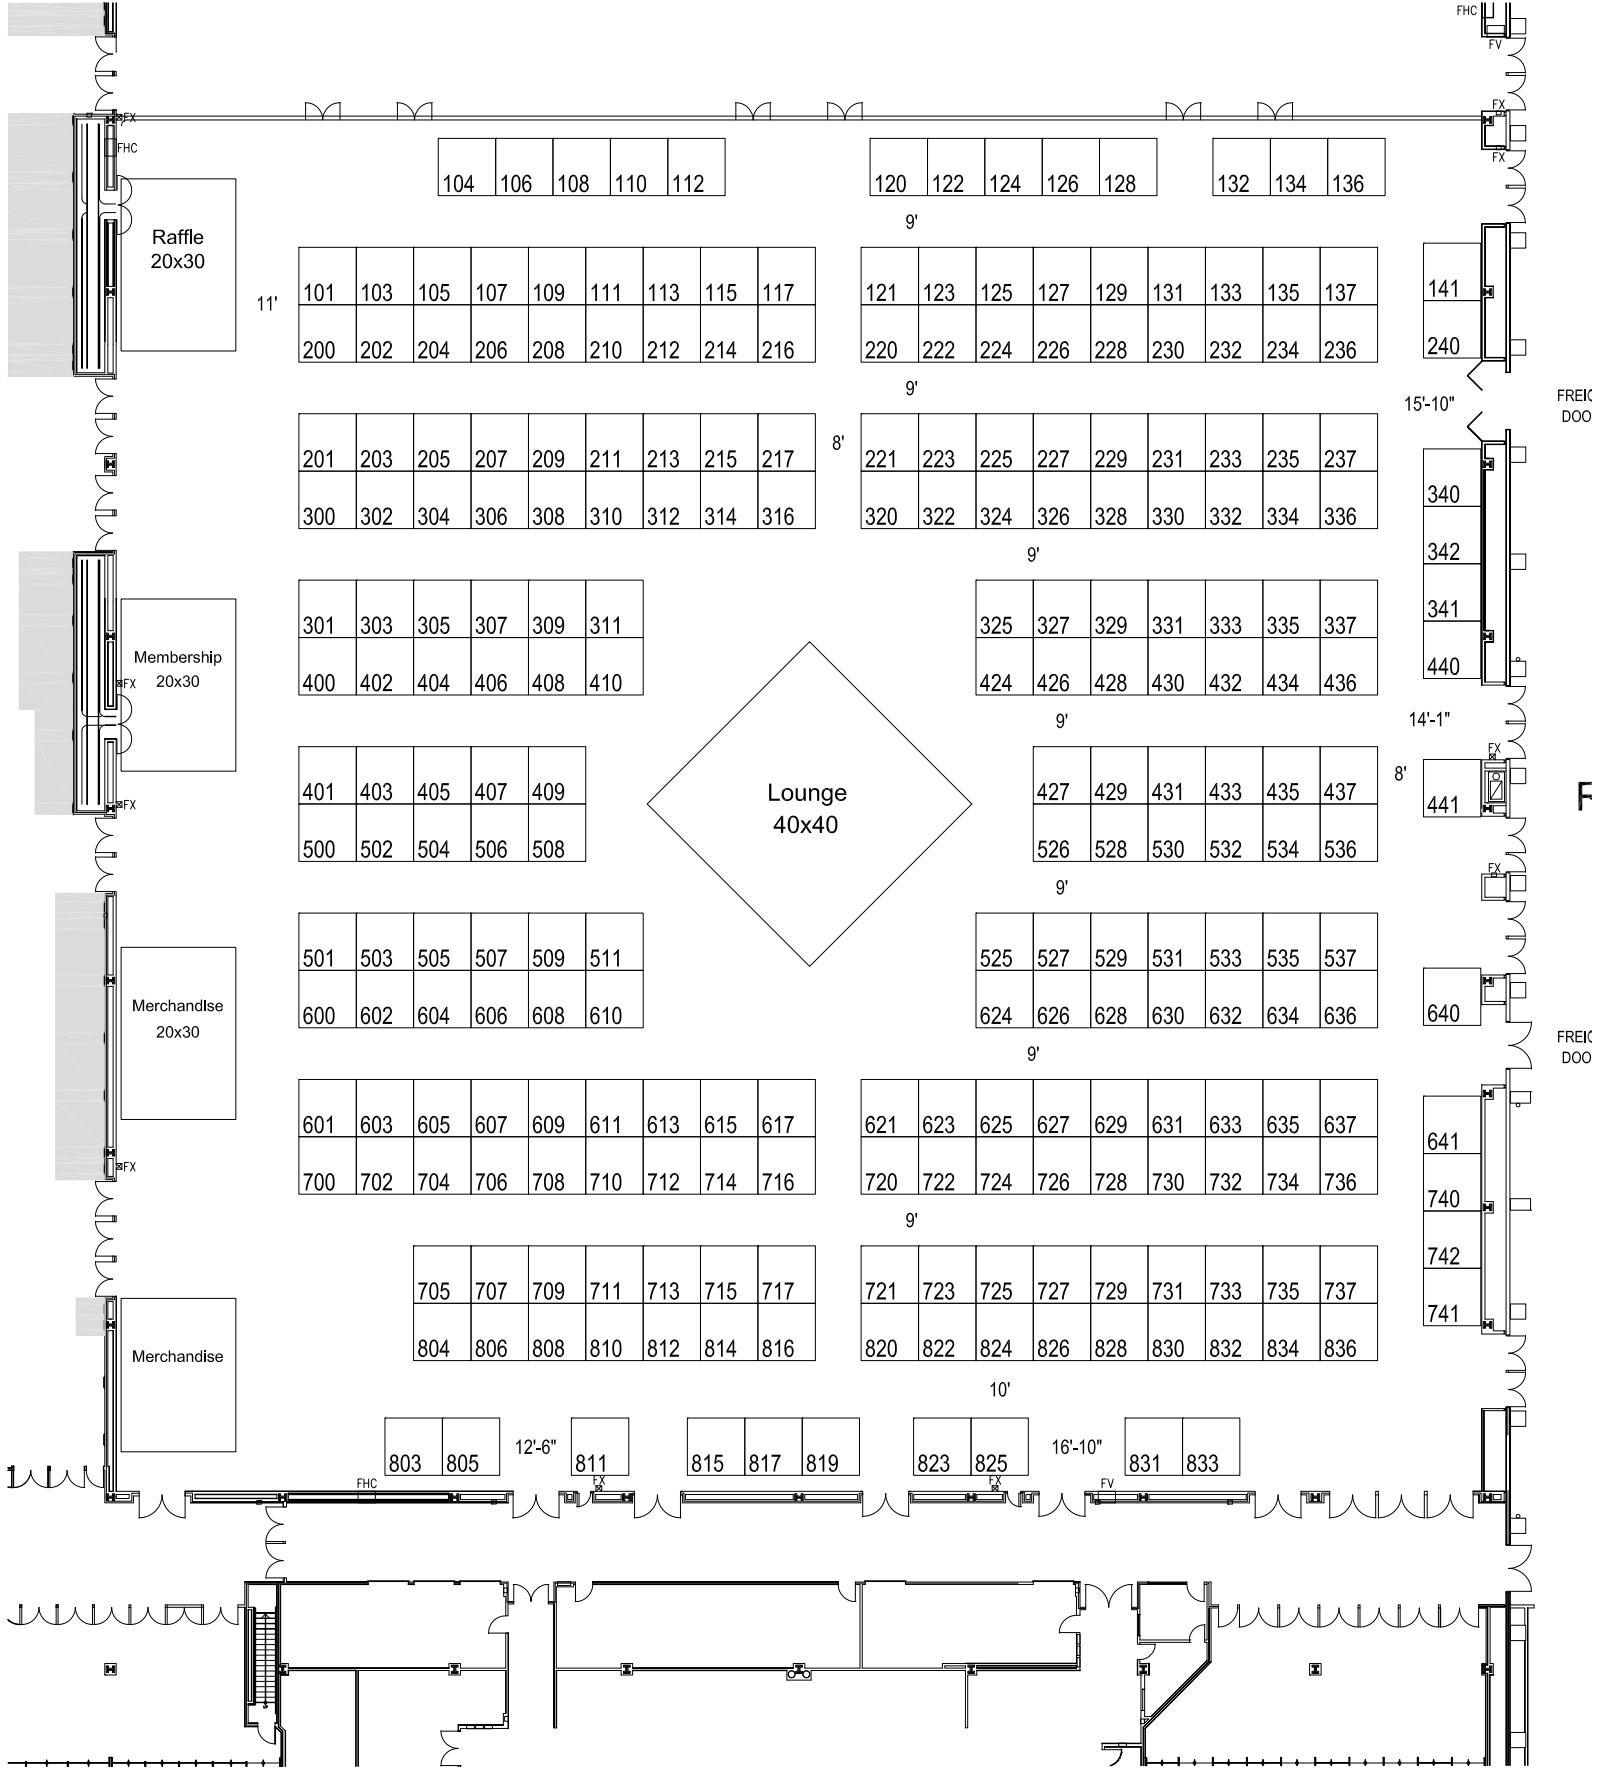 FHC
FV
FX
FX
FHC
FX
104 106 108 110 112 120 122 124 126 128 132 134 136
9'
Raffle
20x30
11'
101 103 105 107 109 111 113 115 117 121 123 125 127 129 131 133 135 137 141
200 202 204 206 208 210 212 214 216 220 222 224 226 228 230 232 234 236 240
9'
15'-10"
FREIC
DOO
8'
201 203 205 207 209 211 213 215 217 221 223 225 227 229 231 233 235 237
300 302 304 306 308 310 312 314 316 320 322 324 326 328 330 332 334 336 340
9'
342
301 303 305 307 309 311 325 327 329 331 333 335 337 341
Membership
20x30
FX
400 402 404 406 408 410 424 426 428 430 432 434 436 440
9'
14'-1"
FX
8'
Lounge
40x40
401 403 405 407 409 427 429 431 433 435 437 441
FX
500 502 504 506 508 526 528 530 532 534 536
9'
FX
501 503 505 507 509 511 525 527 529 531 533 535 537
Merchandise
20x30
600 602 604 606 608 610 624 626 628 630 632 634 636 640
9'
FREIC
DOO
601 603 605 607 609 611 613 615 617 621 623 625 627 629 631 633 635 637 641
FX
700 702 704 706 708 710 712 714 716 720 722 724 726 728 730 732 734 736 740
9'
742
705 707 709 711 713 715 717 721 723 725 727 729 731 733 735 737 741
804 806 808 810 812 814 816 820 822 824 826 828 830 832 834 836
Merchandise
10'
12'-6"
16'-10"
803 805 811 815 817 819 823 825 831 833
FHC
FX
FX
FV